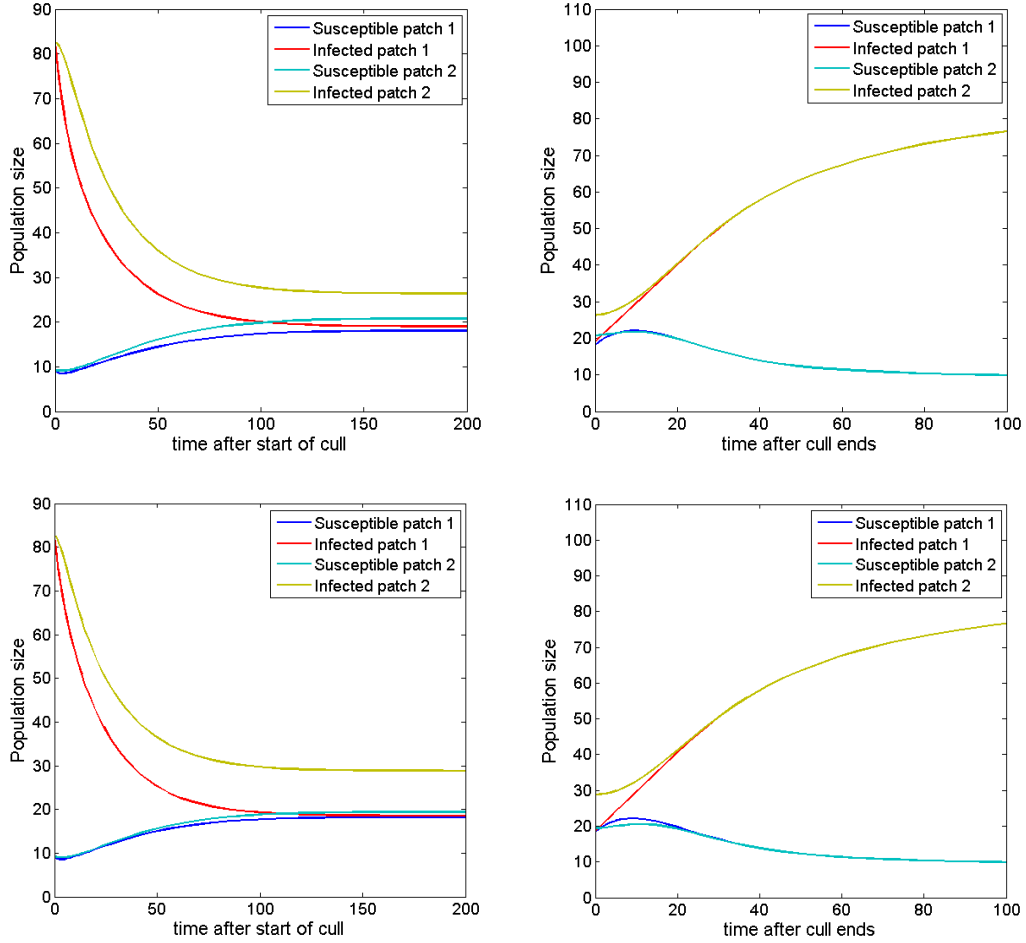 90
80
70
60
50
40
30
20
10
0
Population size
0 50 100 150 200
time after start of cull
Susceptible patch 1
Infected patch 1
Susceptible patch 2
Infected patch 2
110
100
90
80
70
60
50
40
30
20
10
0
Population size
0 20 40 60 80 100
time after cull ends
Susceptible patch 1
Infected patch 1
Susceptible patch 2
Infected patch 2
90
80
70
60
50
40
30
20
10
0
Population size
0 50 100 150 200
time after start of cull
Susceptible patch 1
Infected patch 1
Susceptible patch 2
Infected patch 2
110
100
90
80
70
60
50
40
30
20
10
0
Population size
0 20 40 60 80 100
time after cull ends
Susceptible patch 1
Infected patch 1
Susceptible patch 2
Infected patch 2